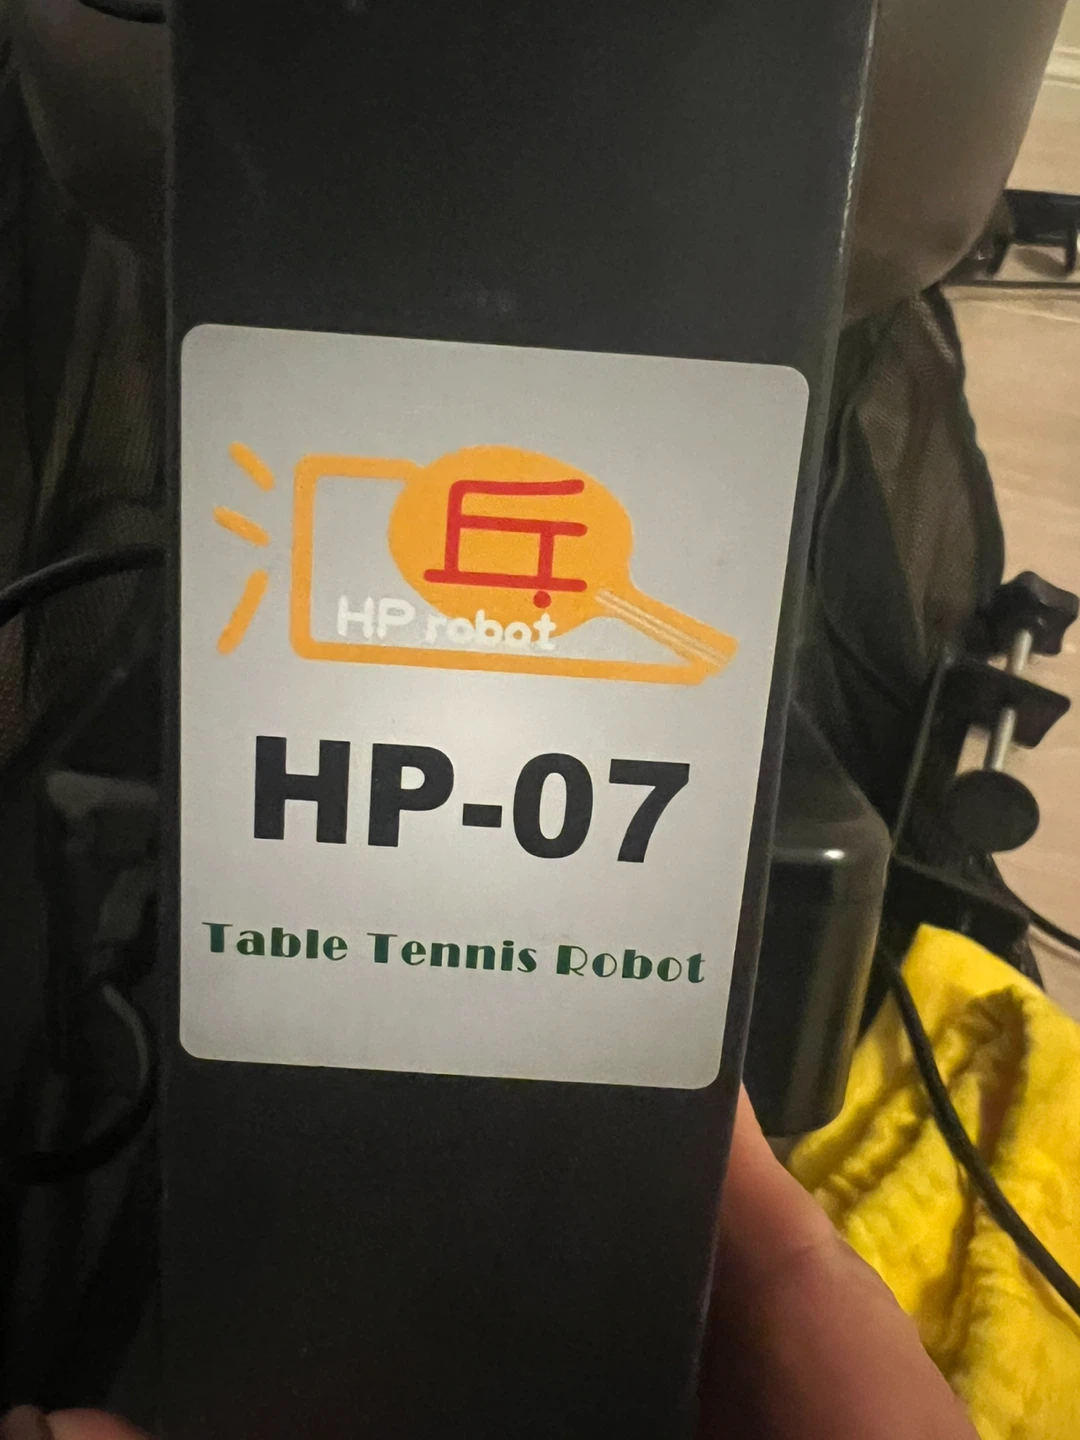 乒
HP robot
HP-07
Table Tennis Robot